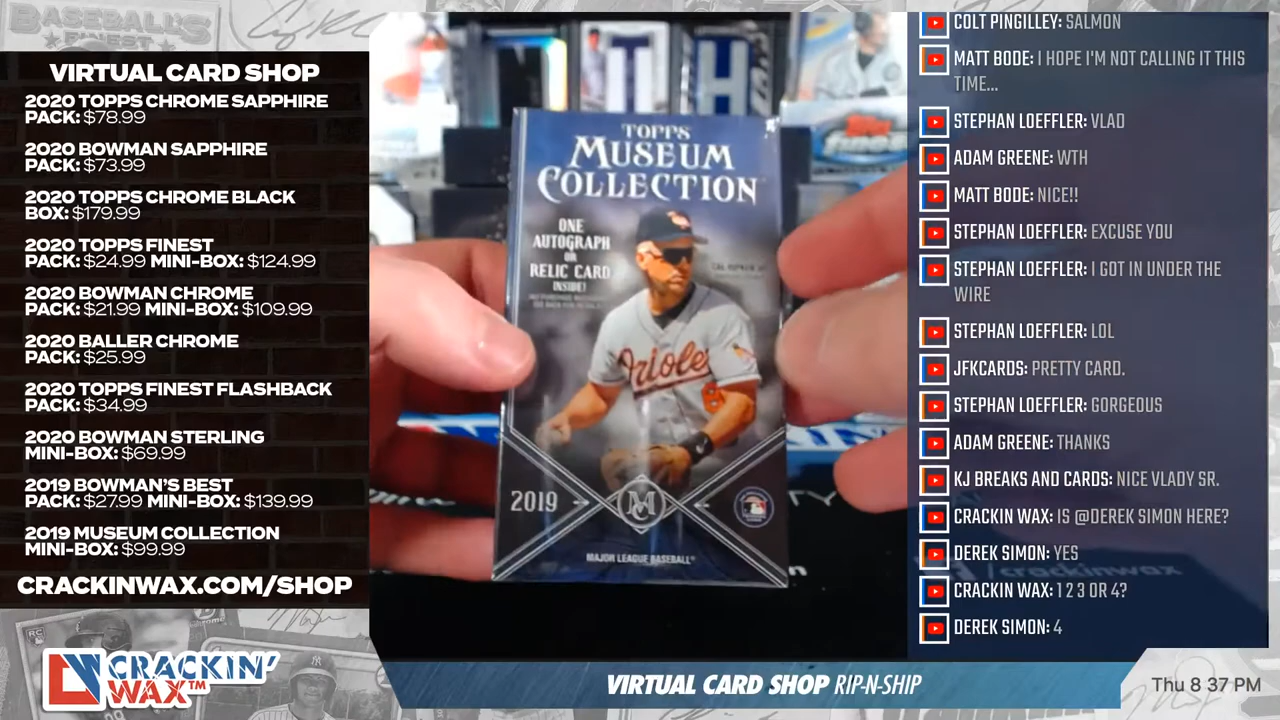 BASEBALL'S
FINEST
VIRTUAL CARD SHOP
2020 TOPPS CHROME SAPPHIRE
PACK: $78.99
2020 BOWMAN SAPPHIRE
PACK: $73.99
2020 TOPPS CHROME BLACK
BOX: $179.99
2020 TOPPS FINEST
PACK: $24.99 MINI-BOX: $124.99
2020 BOWMAN CHROME
PACK: $21.99 MINI-BOX: $109.99
2020 BALLER CHROME
PACK: $25.99
2020 TOPPS FINEST FLASHBACK
PACK: $34.99
2020 BOWMAN STERLING
MINI-BOX: $69.99
2019 BOWMAN'S BEST
PACK: $27.99 MINI-BOX: $139.99
2019 MUSEUM COLLECTION
MINI-BOX: $99.99
CRACKINWAX.COM/SHOP
RC
CRACKIN'
WAX™
TOPPS
MUSEUM
COLLECTION
ONE
AUTOGRAPH
OR
RELIC CARD
INSIDE!
Orioles
8
2019
M
MAJOR LEAGUE BASEBALL®
Topps
finest
H
/crackinwax
COLT PINGILLEY: SALMON
MATT BODE: I HOPE I'M NOT CALLING IT THIS
TIME...
STEPHAN LOEFFLER: VLAD
ADAM GREENE: WTH
MATT BODE: NICE!!
STEPHAN LOEFFLER: EXCUSE YOU
STEPHAN LOEFFLER: I GOT IN UNDER THE
WIRE
STEPHAN LOEFFLER: LOL
JFKCARDS: PRETTY CARD.
STEPHAN LOEFFLER: GORGEOUS
ADAM GREENE: THANKS
KJ BREAKS AND CARDS: NICE VLADY SR.
CRACKIN WAX: IS @DEREK SIMON HERE?
DEREK SIMON: YES
CRACKIN WAX: 1 2 3 OR 4?
DEREK SIMON: 4
VIRTUAL CARD SHOP RIP-N-SHIP
Thu 8 37 PM